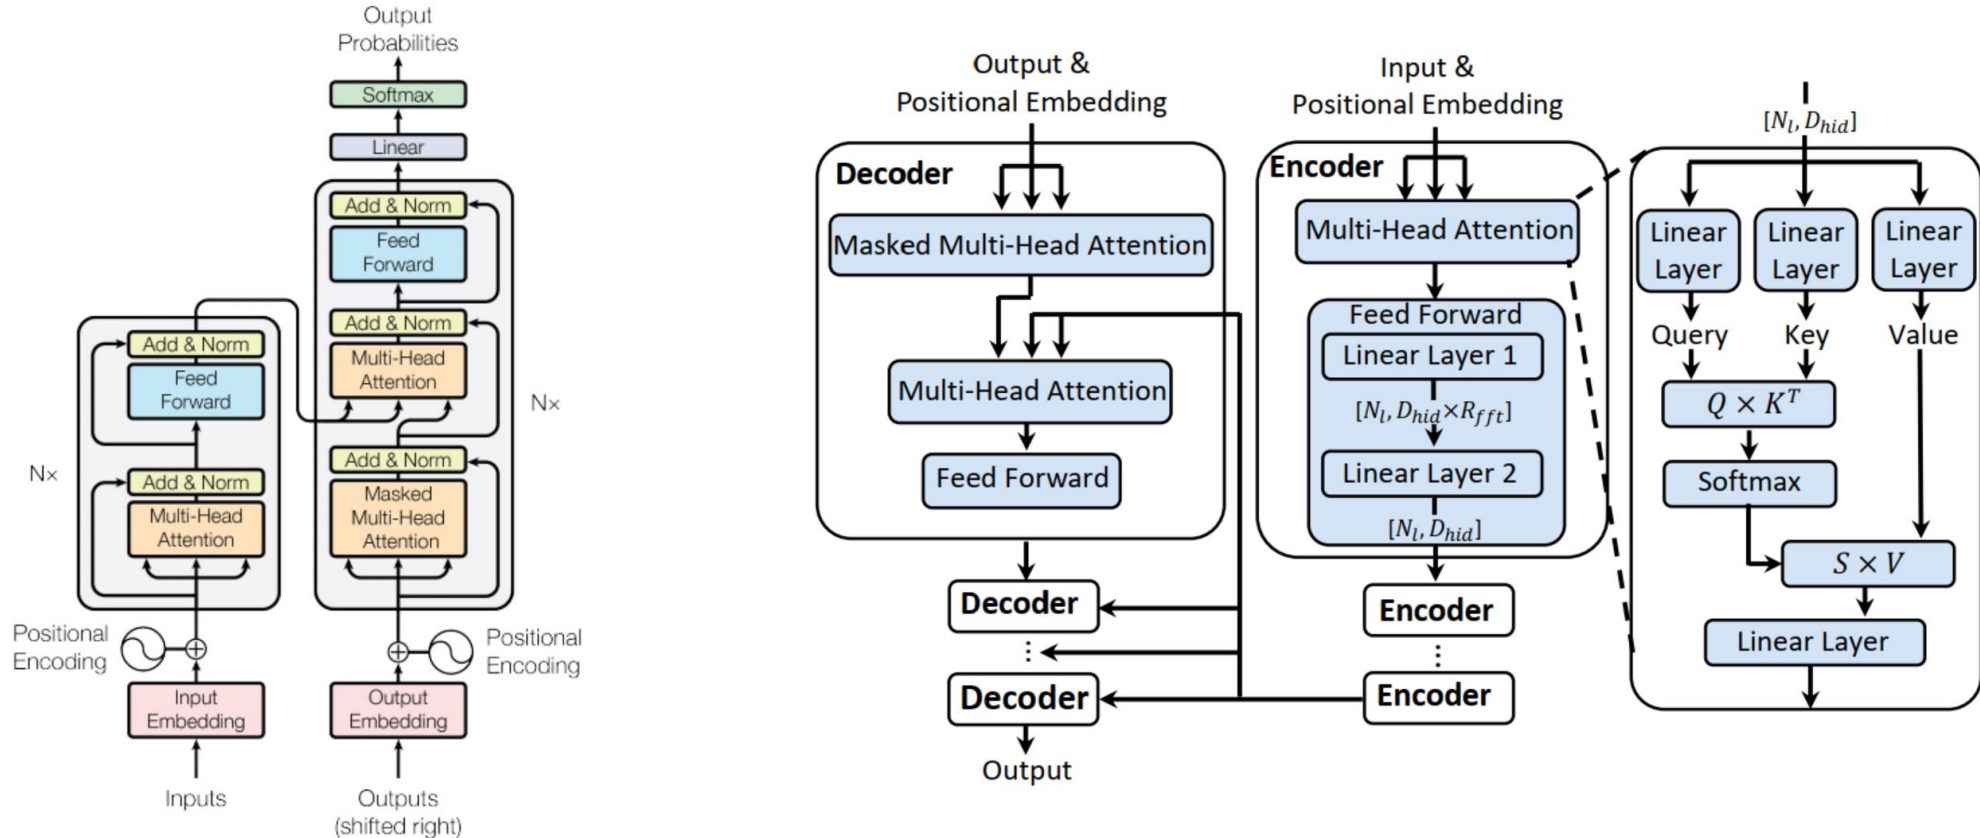 Output
Probabilities
Softmax
Linear
Add & Norm
Feed
Forward
Add & Norm
Multi-Head
Attention
Nx
Add & Norm
Masked
Multi-Head
Attention
Add & Norm
Feed
Forward
Nx
Add & Norm
Multi-Head
Attention
Positional
Encoding
Positional
Encoding
Input
Embedding
Output
Embedding
Inputs
Outputs
(shifted right)
Output &
Positional Embedding
Decoder
Masked Multi-Head Attention
Multi-Head Attention
Feed Forward
Decoder
⋮
Decoder
Output
Input &
Positional Embedding
Encoder
Multi-Head Attention
Feed Forward
Linear Layer 1
[N_l, D_hid×R_fft]
Linear Layer 2
[N_l, D_hid]
Encoder
⋮
Encoder
[N_l, D_hid]
Linear
Layer
Linear
Layer
Linear
Layer
Query
Key
Value
Q × K^T
Softmax
S × V
Linear Layer